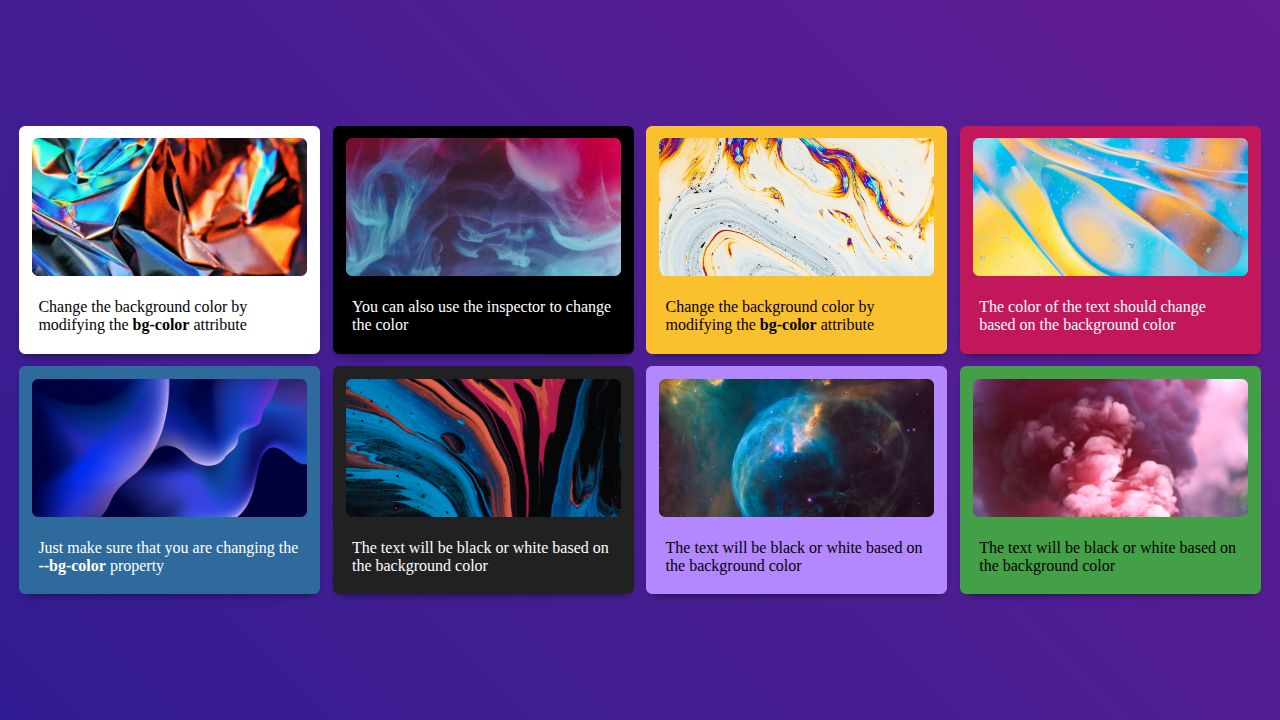 Change the background color by
modifying the bg-color attribute
You can also use the inspector to change
the color
Change the background color by
modifying the bg-color attribute
The color of the text should change
based on the background color
Just make sure that you are changing the
--bg-color property
The text will be black or white based on
the background color
The text will be black or white based on
the background color
The text will be black or white based on
the background color